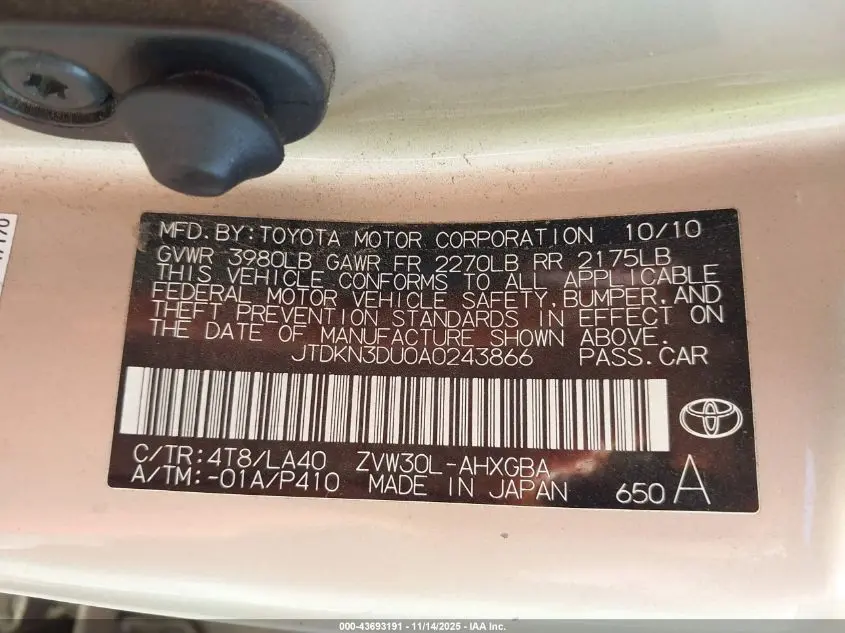 MFD. BY: TOYOTA MOTOR CORPORATION 10/10
GVWR 3980LB GAWR FR 2270LB RR 2175LB
THIS VEHICLE CONFORMS TO ALL APPLICABLE
FEDERAL MOTOR VEHICLE SAFETY, BUMPER, AND
THEFT PREVENTION STANDARDS IN EFFECT ON
THE DATE OF MANUFACTURE SHOWN ABOVE.
JTDKN3DU0A0243866 PASS. CAR
C/TR: 4T8/LA40 ZVW30L-AHXGBA
A/TM: -01A/P410 MADE IN JAPAN 650 A
000-43693191 - 11/14/2025 - IAA Inc.